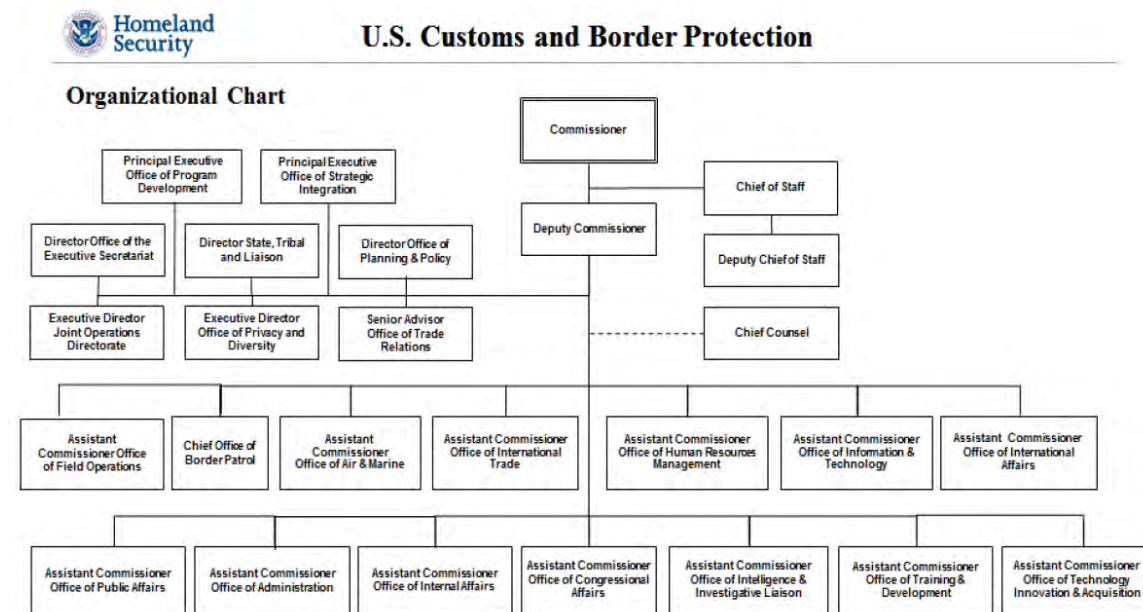 Homeland
Security
U.S. Customs and Border Protection
Organizational Chart
Commissioner
Principal Executive
Office of Program
Development
Principal Executive
Office of Strategic
Integration
Chief of Staff
Deputy Commissioner
Director Office of the
Executive Secretariat
Director State, Tribal
and Liaison
Director Office of
Planning & Policy
Deputy Chief of Staff
Executive Director
Joint Operations
Directorate
Executive Director
Office of Privacy and
Diversity
Senior Advisor
Office of Trade
Relations
Chief Counsel
Assistant
Commissioner Office
of Field Operations
Chief Office of
Border Patrol
Assistant
Commissioner
Office of Air & Marine
Assistant Commissioner
Office of International
Trade
Assistant Commissioner
Office of Human Resources
Management
Assistant Commissioner
Office of Information &
Technology
Assistant Commissioner
Office of International
Affairs
Assistant Commissioner
Office of Public Affairs
Assistant Commissioner
Office of Administration
Assistant Commissioner
Office of Internal Affairs
Assistant Commissioner
Office of Congressional
Affairs
Assistant Commissioner
Office of Intelligence &
Investigative Liaison
Assistant Commissioner
Office of Training &
Development
Assistant Commissioner
Office of Technology
Innovation & Acquisition